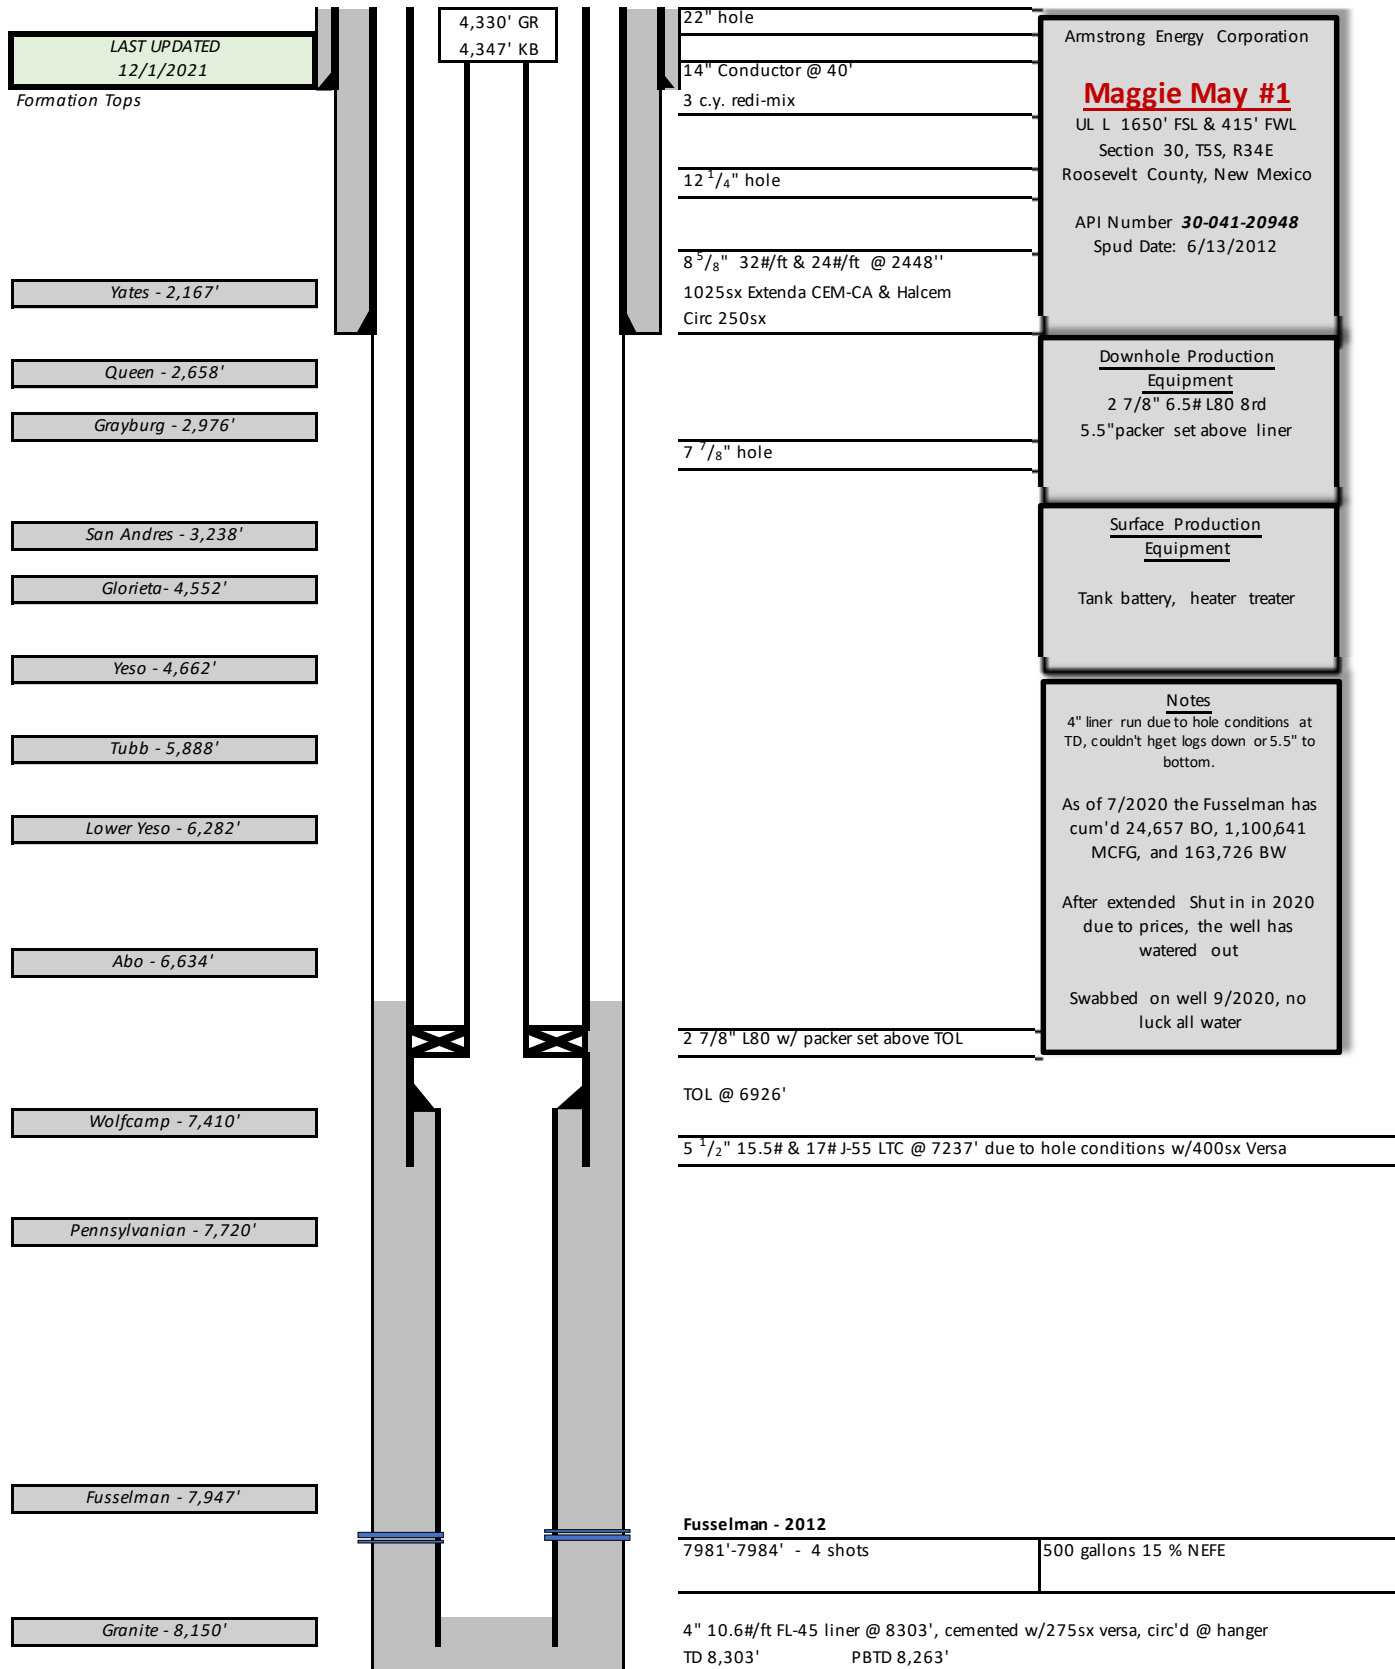 4,330' GR
4,347' KB
LAST UPDATED
12/1/2021
Formation Tops
Yates - 2,167'
Queen - 2,658'
Grayburg - 2,976'
San Andres - 3,238'
Glorieta- 4,552'
Yeso - 4,662'
Tubb - 5,888'
Lower Yeso - 6,282'
Abo - 6,634'
Wolfcamp - 7,410'
Pennsylvanian - 7,720'
Fusselman - 7,947'
Granite - 8,150'
22" hole
14" Conductor @ 40'
3 c.y. redi-mix
12 1/4" hole
8 5/8" 32#/ft & 24#/ft @ 2448''
1025sx Extenda CEM-CA & Halcem
Circ 250sx
7 7/8" hole
2 7/8" L80 w/ packer set above TOL
TOL @ 6926'
5 1/2" 15.5# & 17# J-55 LTC @ 7237' due to hole conditions w/400sx Versa
Fusselman - 2012
7981'-7984' - 4 shots
500 gallons 15 % NEFE
4" 10.6#/ft FL-45 liner @ 8303', cemented w/275sx versa, circ'd @ hanger
TD 8,303' PBTD 8,263'
Armstrong Energy Corporation
Maggie May #1
UL L 1650' FSL & 415' FWL
Section 30, T5S, R34E
Roosevelt County, New Mexico
API Number 30-041-20948
Spud Date: 6/13/2012
Downhole Production
Equipment
2 7/8" 6.5# L80 8rd
5.5"packer set above liner
Surface Production
Equipment
Tank battery, heater treater
Notes
4" liner run due to hole conditions at
TD, couldn't hget logs down or 5.5" to
bottom.
As of 7/2020 the Fusselman has
cum'd 24,657 BO, 1,100,641
MCFG, and 163,726 BW
After extended Shut in in 2020
due to prices, the well has
watered out
Swabbed on well 9/2020, no
luck all water